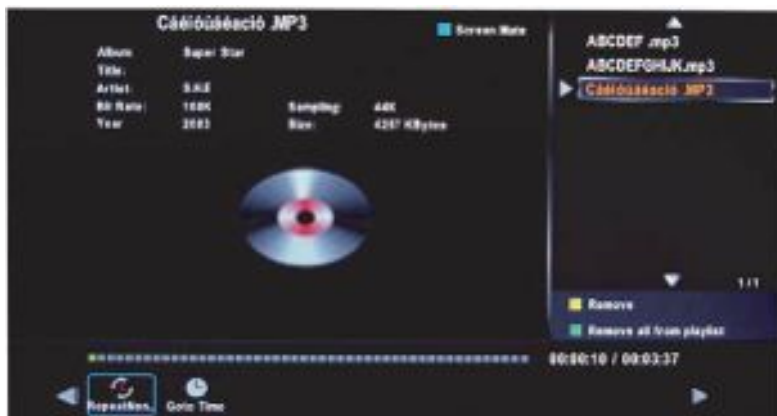 Cáéíóúáéació .MP3
Screen Mate
Album: Super Star
Title:
Artist: S.H.E
Bit Rate: 160K Sampling: 44K
Year 2003 Size: 4257 KBytes
ABCDEF .mp3
ABCDEFGHIJK.mp3
Cáéíóúáéació .MP3
1/1
Remove
Remove all from playlist
00:00:10 / 00:03:37
RepeatNon..
Goto Time